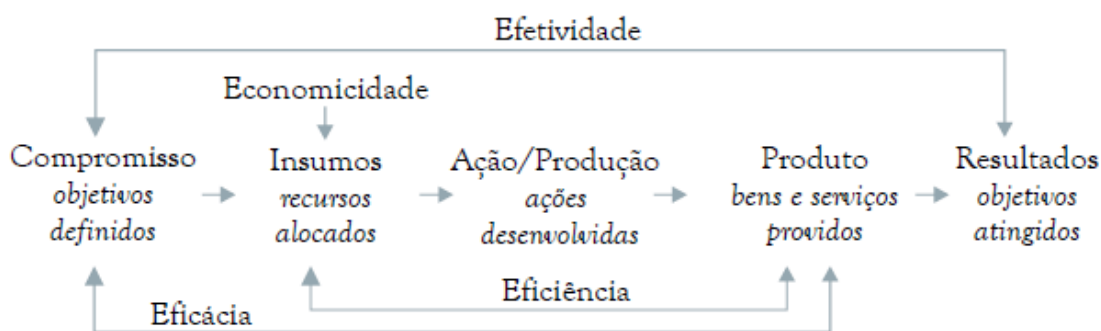 Efetividade
Economicidade
Compromisso
objetivos
definidos
Insumos
recursos
alocados
Ação/Produção
ações
desenvolvidas
Produto
bens e serviços
providos
Resultados
objetivos
atingidos
Eficiência
Eficácia